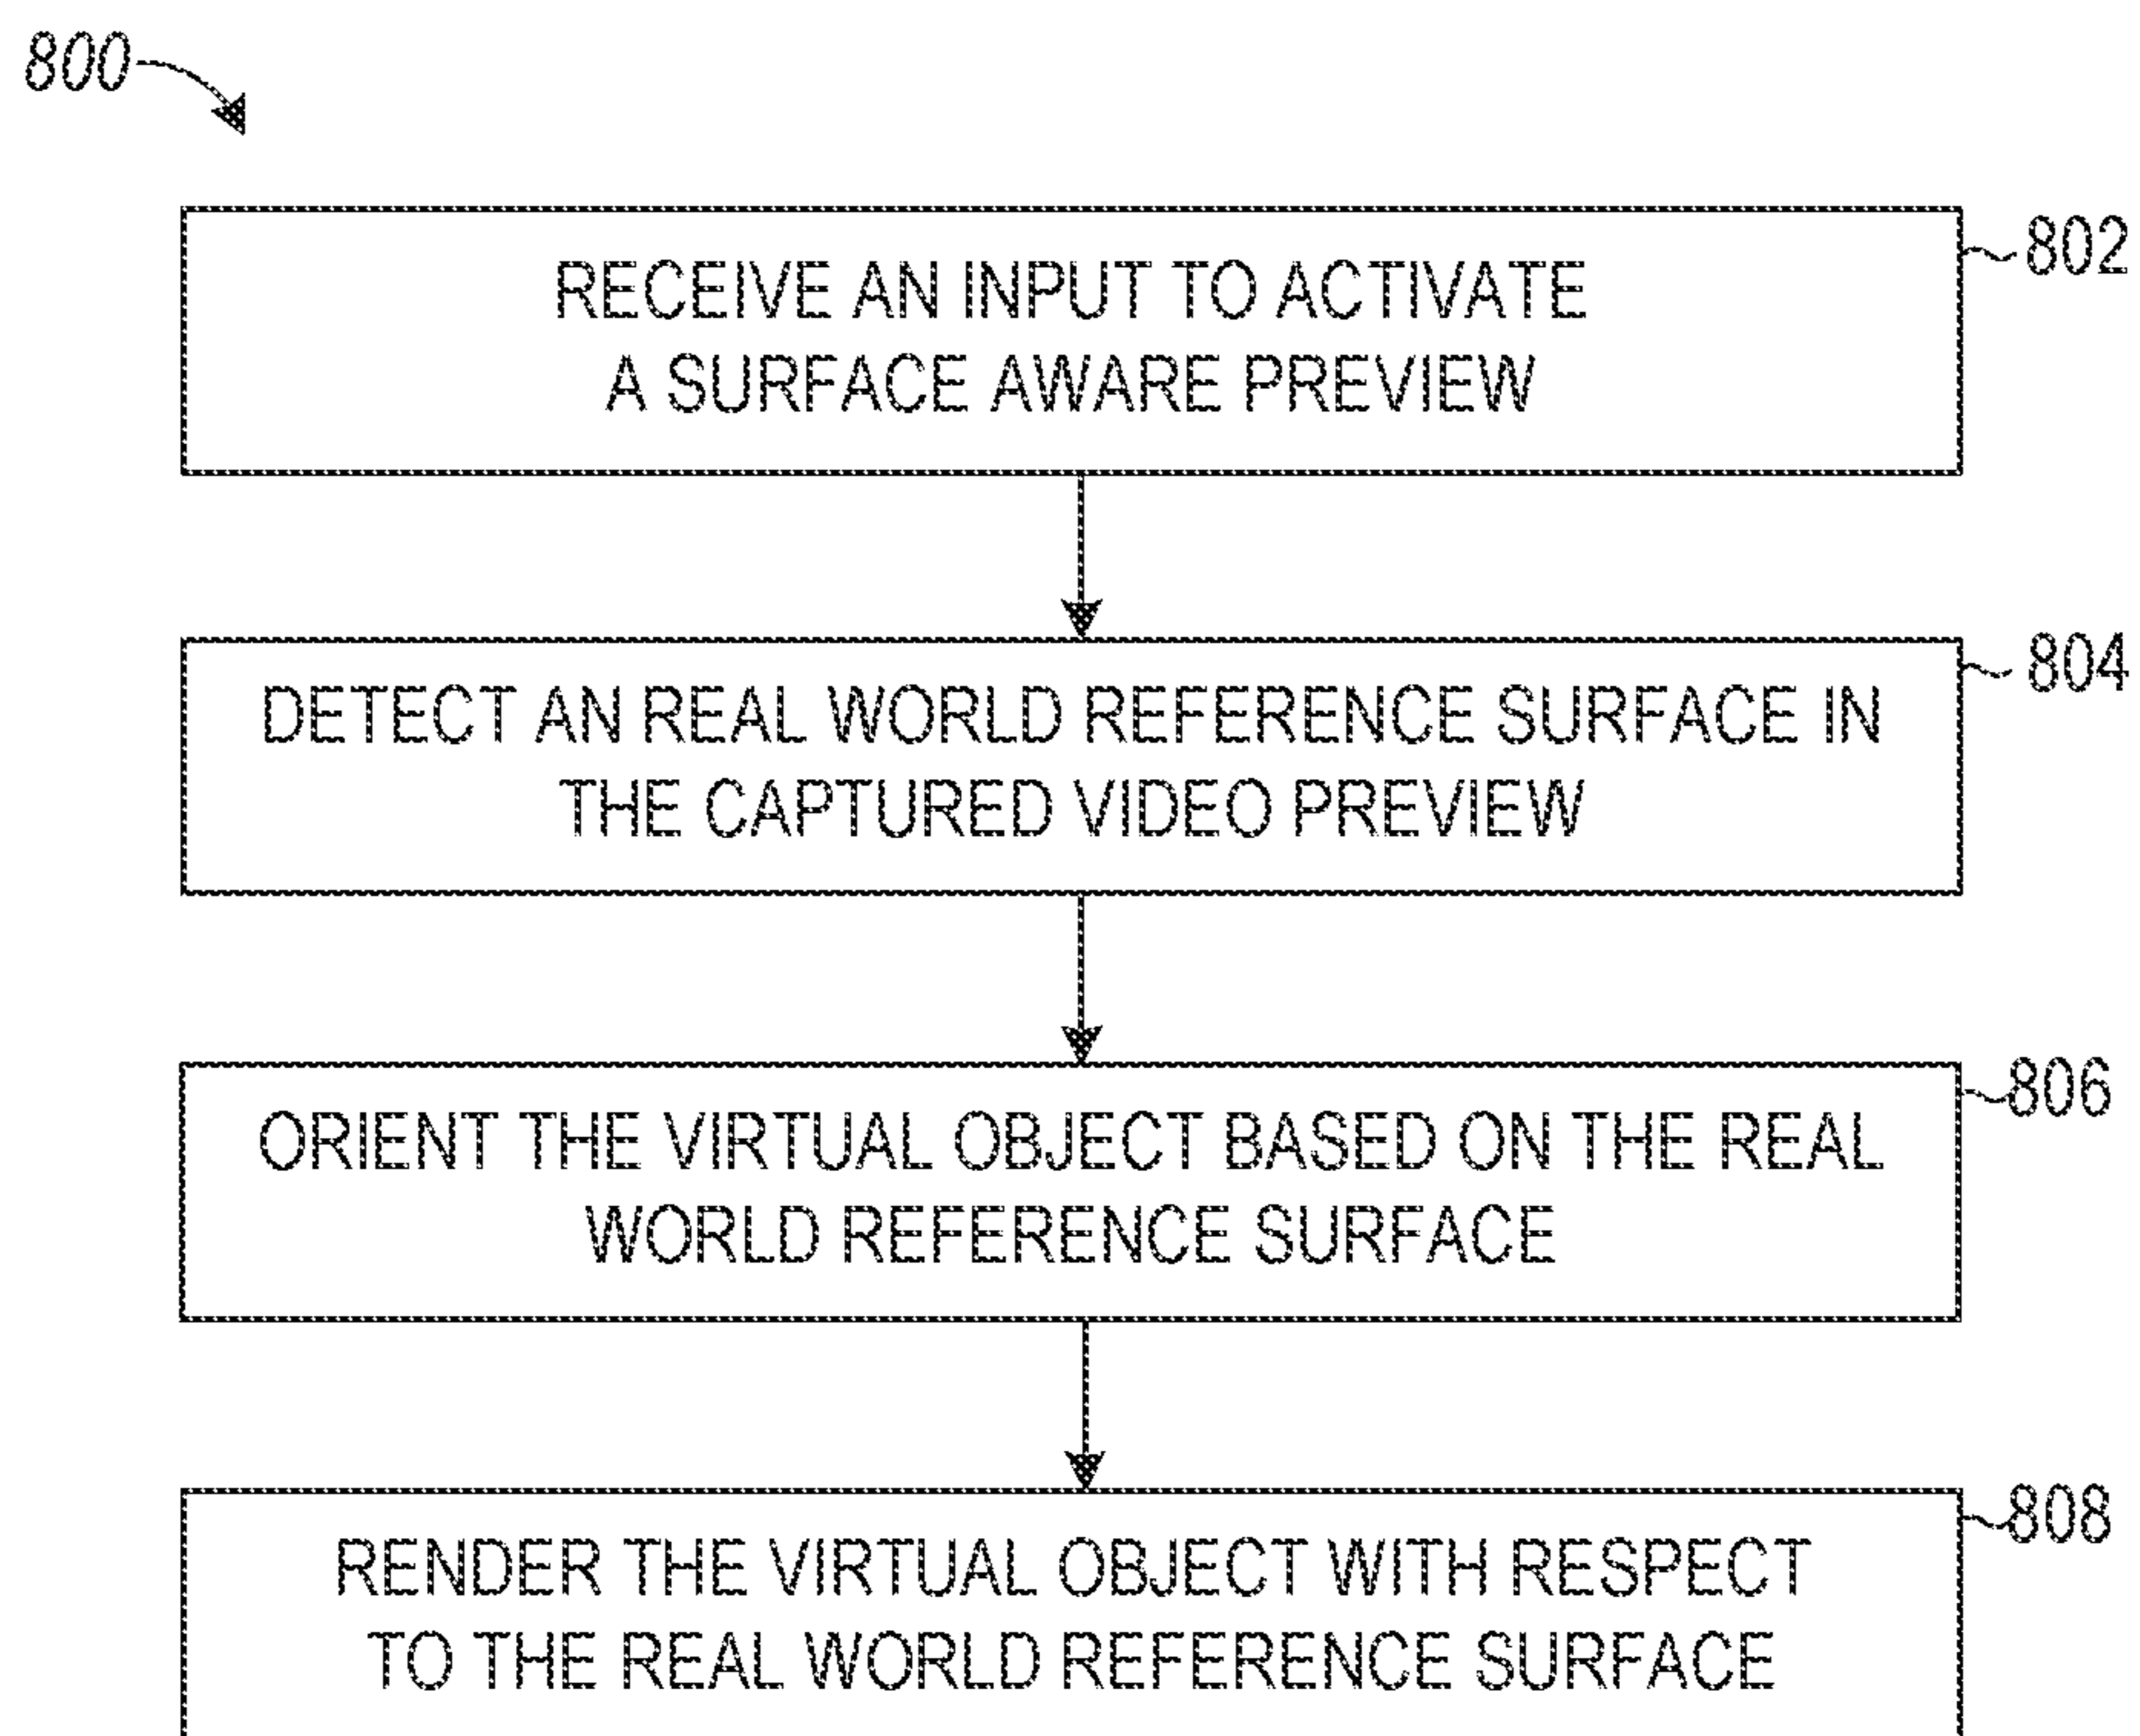 800
RECEIVE AN INPUT TO ACTIVATE
A SURFACE AWARE PREVIEW
802
DETECT AN REAL WORLD REFERENCE SURFACE IN
THE CAPTURED VIDEO PREVIEW
804
ORIENT THE VIRTUAL OBJECT BASED ON THE REAL
WORLD REFERENCE SURFACE
806
RENDER THE VIRTUAL OBJECT WITH RESPECT
TO THE REAL WORLD REFERENCE SURFACE
808